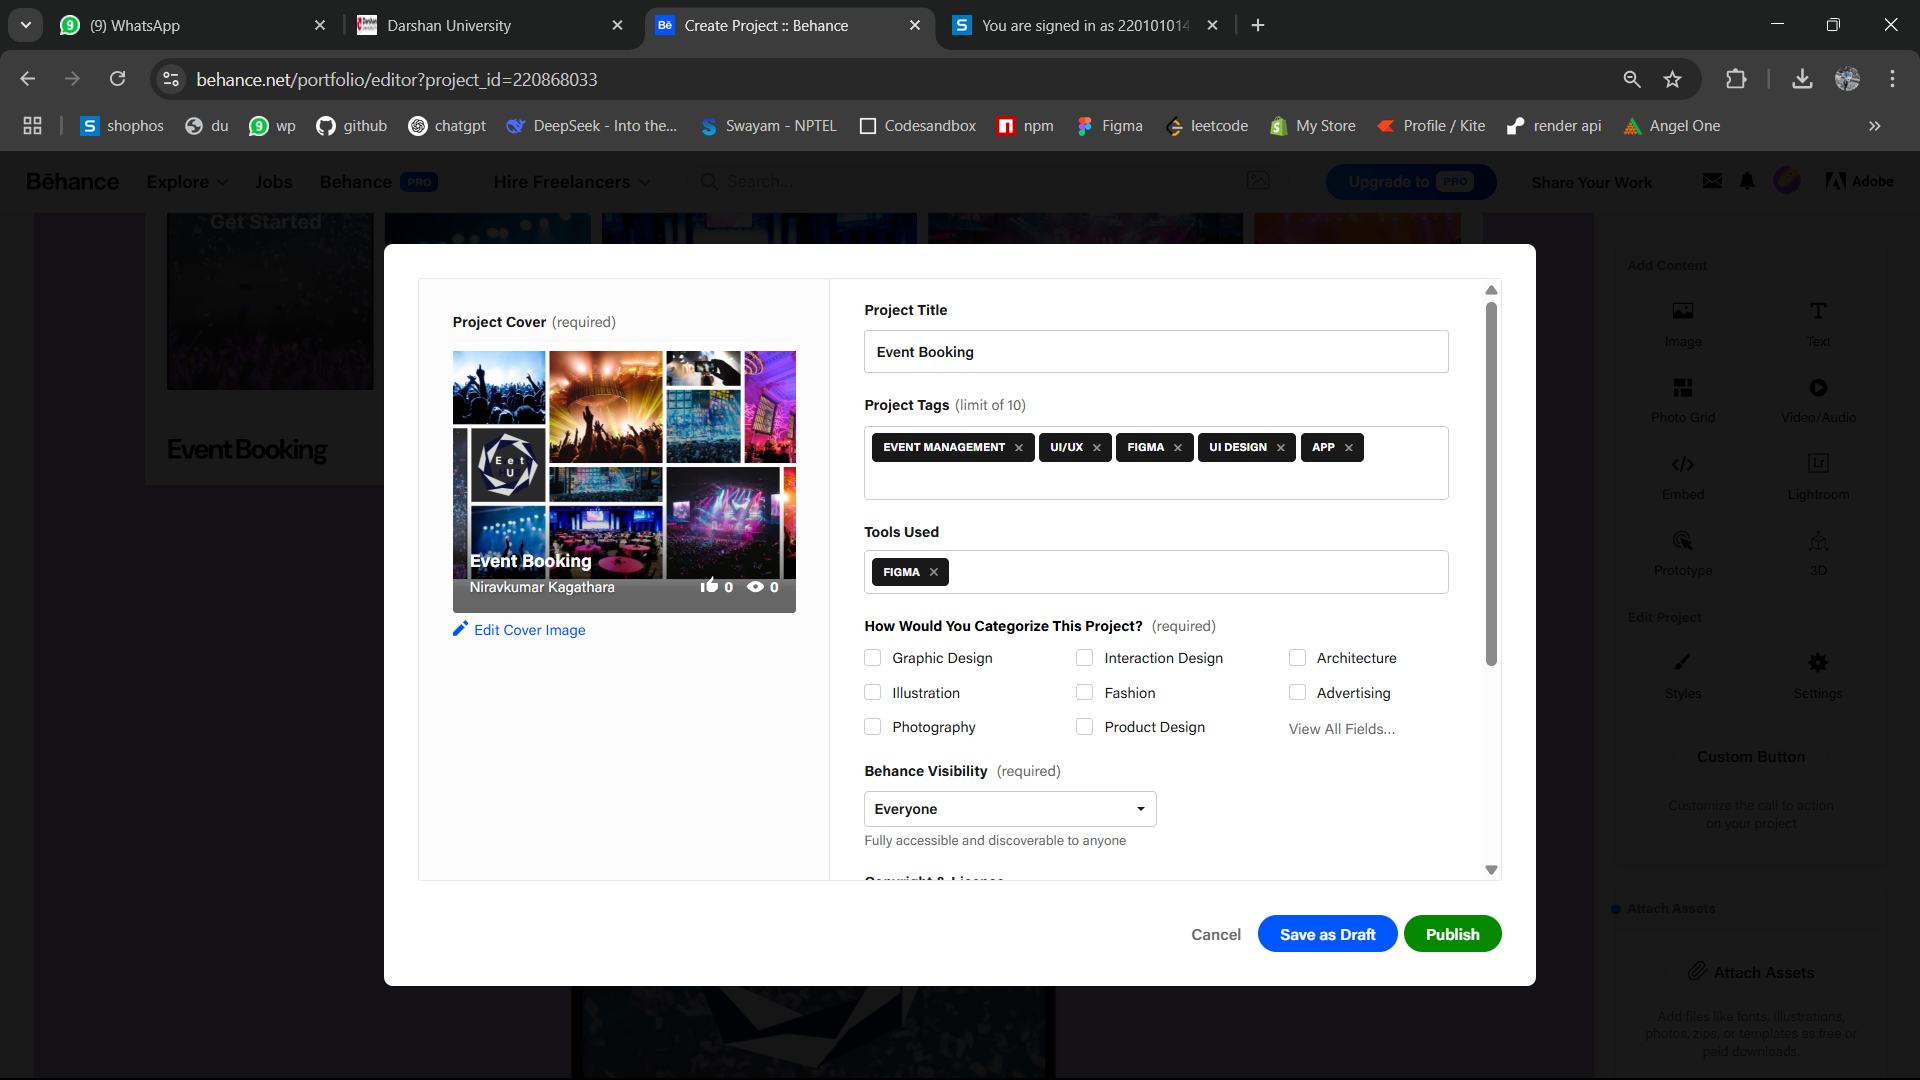 (9) WhatsApp
Darshan University
Create Project :: Behance
You are signed in as 220101014
behance.net/portfolio/editor?project_id=220868033
shophos
du
wp
github
chatgpt
DeepSeek - Into the...
Swayam - NPTEL
Codesandbox
npm
Figma
leetcode
My Store
Profile / Kite
render api
Angel One
Bēhance
Explore
Jobs
Behance PRO
Hire Freelancers
Search...
Upgrade to PRO
Share Your Work
Adobe
Get Started
Event Booking
Project Cover (required)
Eet
U
Event Booking
Niravkumar Kagathara
0
0
Edit Cover Image
Project Title
Event Booking
Project Tags (limit of 10)
EVENT MANAGEMENT
UI/UX
FIGMA
UI DESIGN
APP
Tools Used
FIGMA
How Would You Categorize This Project? (required)
Graphic Design
Interaction Design
Architecture
Illustration
Fashion
Advertising
Photography
Product Design
View All Fields...
Behance Visibility (required)
Everyone
Fully accessible and discoverable to anyone
Copyright & License
Cancel
Save as Draft
Publish
Add Content
Image
Text
Photo Grid
Video/Audio
Embed
Lr
Lightroom
Prototype
3D
Edit Project
Styles
Settings
Custom Button
Customize the call to action
on your project
Attach Assets
Attach Assets
Add files like fonts, illustrations,
photos, zips, or templates as free or
paid downloads.